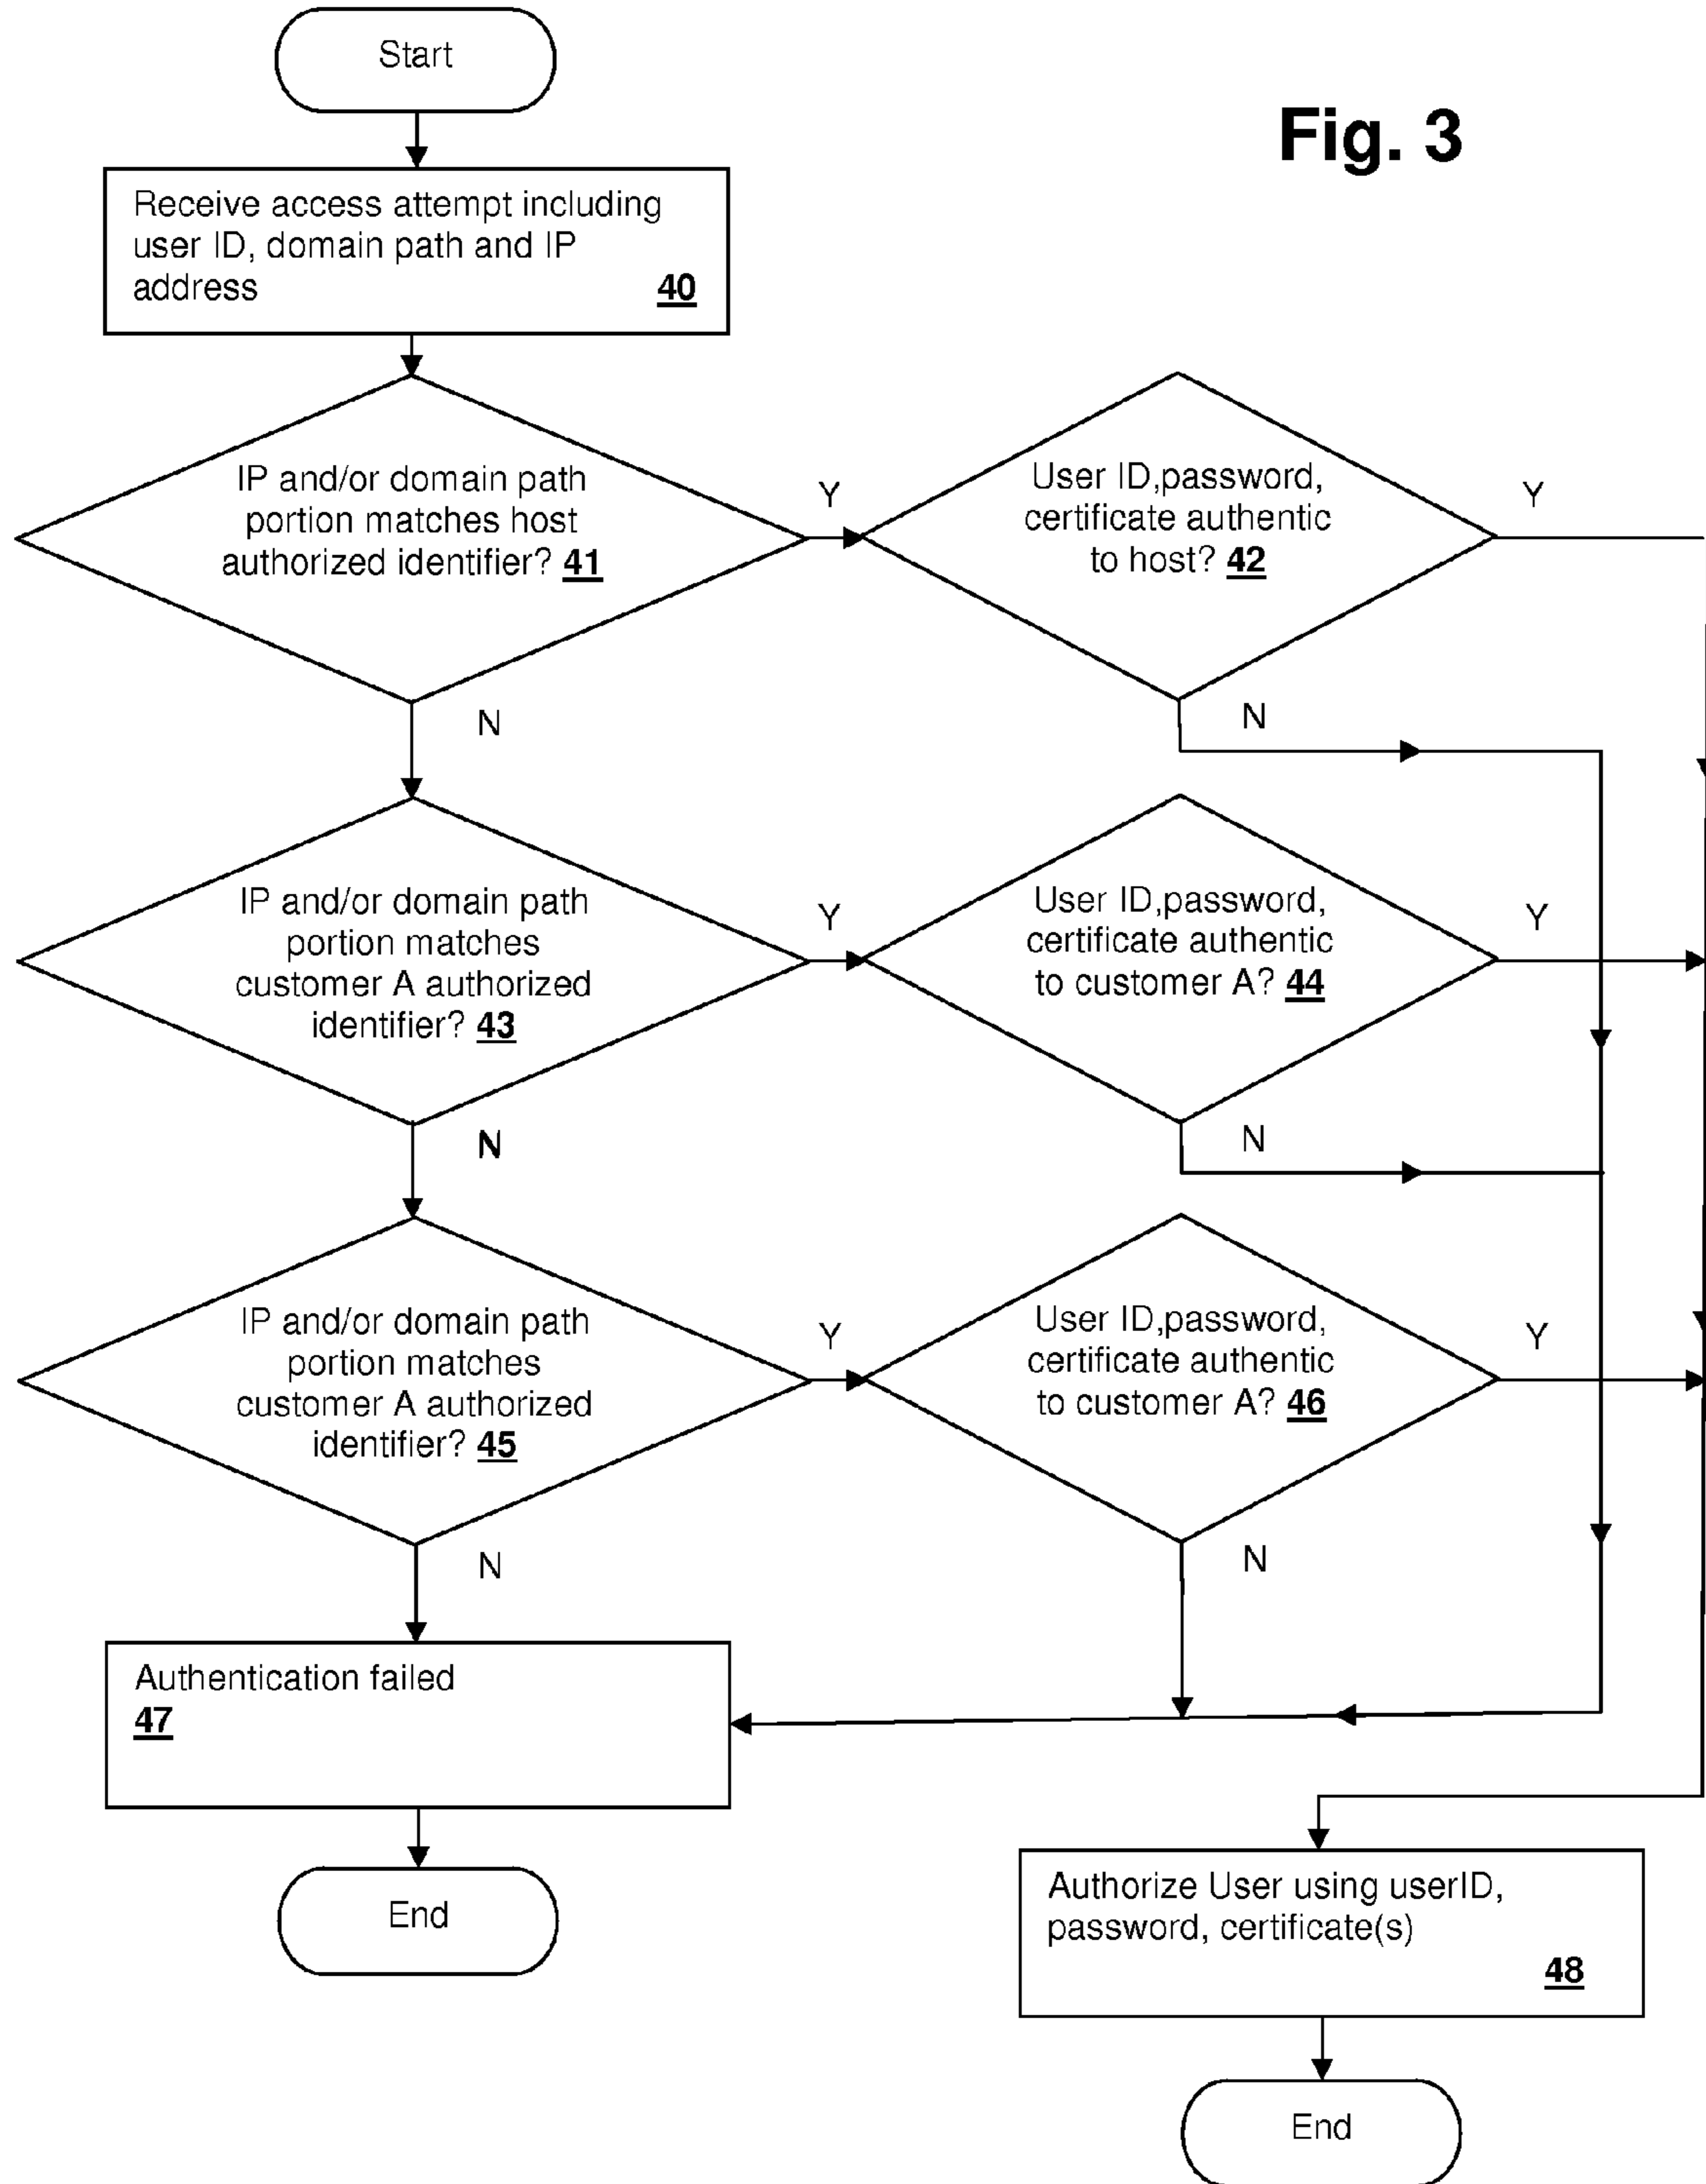 Start
Fig. 3
Receive access attempt including
user ID, domain path and IP
address 40
IP and/or domain path
portion matches host
authorized identifier? 41
Y
User ID,password,
certificate authentic
to host? 42
Y
N
N
IP and/or domain path
portion matches
customer A authorized
identifier? 43
Y
User ID,password,
certificate authentic
to customer A? 44
Y
N
N
IP and/or domain path
portion matches
customer A authorized
identifier? 45
Y
User ID,password,
certificate authentic
to customer A? 46
Y
N
N
Authentication failed
47
End
Authorize User using userID,
password, certificate(s)
48
End